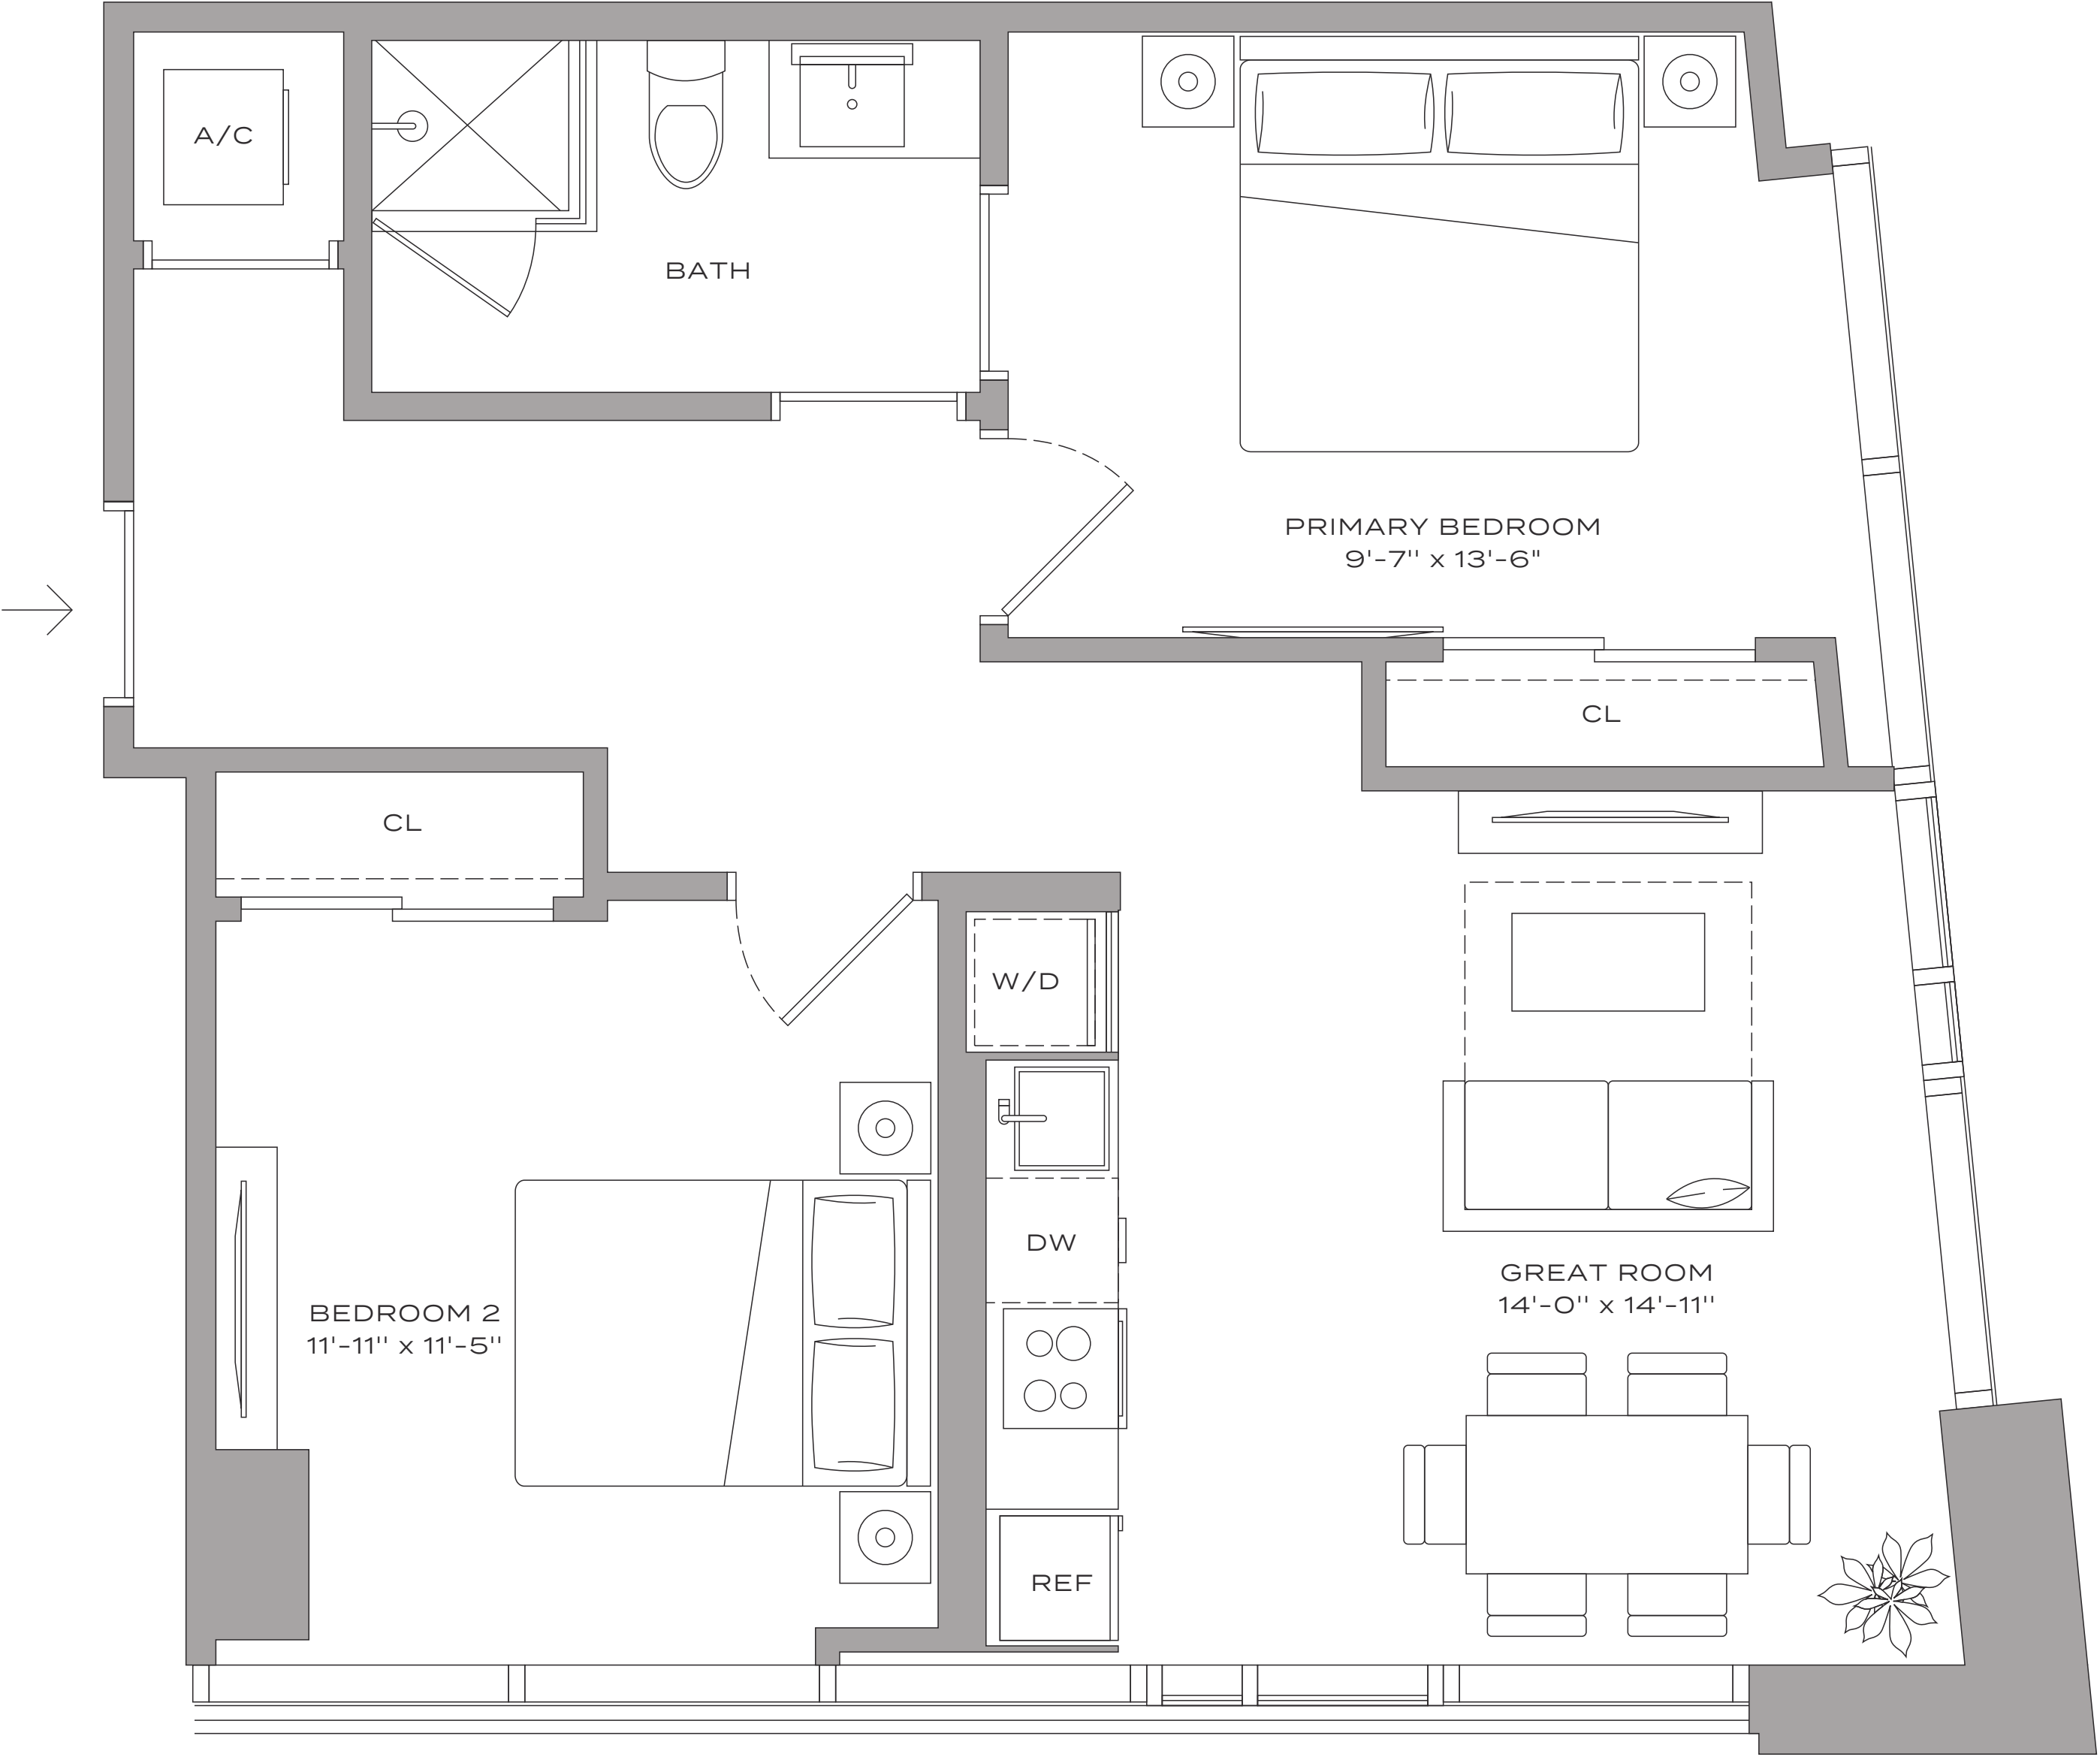 A/C
BATH
PRIMARY BEDROOM
9'-7'' x 13'-6"
CL
CL
W/D
DW
GREAT ROOM
14'-0'' x 14'-11''
BEDROOM 2
11'-11'' x 11'-5''
REF